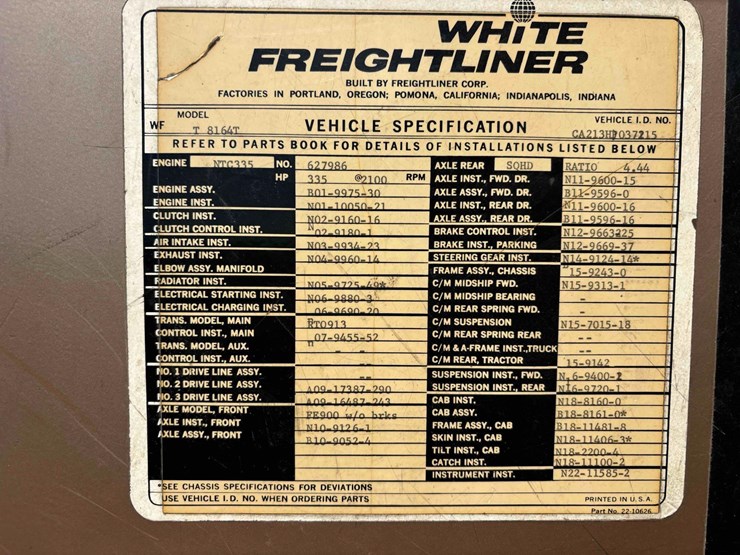 WHITE
FREIGHTLINER
BUILT BY FREIGHTLINER CORP.
FACTORIES IN PORTLAND, OREGON; POMONA, CALIFORNIA; INDIANAPOLIS, INDIANA
MODEL VEHICLE I.D. NO.
WF T 8164T VEHICLE SPECIFICATION CA213HP037215
REFER TO PARTS BOOK FOR DETAILS OF INSTALLATIONS LISTED BELOW
ENGINE NTC335 NO. 627986
HP 335 @2100 RPM
ENGINE ASSY. B01-9975-30
ENGINE INST. N01-10050-21
CLUTCH INST. N02-9160-16
CLUTCH CONTROL INST. N02-9180-1
AIR INTAKE INST. N03-9934-23
EXHAUST INST. N04-9960-14
ELBOW ASSY. MANIFOLD
RADIATOR INST. N05-9725-49*
ELECTRICAL STARTING INST. N06-9880-3
ELECTRICAL CHARGING INST. 06-9690-20
TRANS. MODEL, MAIN RTO913
CONTROL INST., MAIN 07-9455-52
TRANS. MODEL, AUX. - -
CONTROL INST., AUX.
NO. 1 DRIVE LINE ASSY. --
NO. 2 DRIVE LINE ASSY. A09-17387-290
NO. 3 DRIVE LINE ASSY. A09-16487-243
AXLE MODEL, FRONT FE900 w/o brks
AXLE INST., FRONT N10-9126-1
AXLE ASSY., FRONT B10-9052-4
AXLE REAR SQHD RATIO 4.44
AXLE INST., FWD. DR. N11-9600-15
AXLE ASSY., FWD. DR. B11-9596-0
AXLE INST., REAR DR. N11-9600-16
AXLE ASSY., REAR DR. B11-9596-16
BRAKE CONTROL INST. N12-9663225
BRAKE INST., PARKING N12-9669-37
STEERING GEAR INST. N14-9124-14*
FRAME ASSY., CHASSIS 15-9243-0
C/M MIDSHIP FWD. N15-9313-1
C/M MIDSHIP BEARING -
C/M REAR SPRING FWD. -
C/M SUSPENSION N15-7015-18
C/M REAR SPRING REAR --
C/M & A-FRAME INST.,TRUCK --
C/M REAR, TRACTOR 15-9142
SUSPENSION INST., FWD. N16-9400-2
SUSPENSION INST., REAR N16-9720-1
CAB INST. N18-8160-0
CAB ASSY. B18-8161-0*
FRAME ASSY., CAB B18-11481-8
SKIN INST., CAB N18-11406-3*
TILT INST., CAB N18-2200-4
CATCH INST. N18-11100-2
INSTRUMENT INST. N22-11585-2
*SEE CHASSIS SPECIFICATIONS FOR DEVIATIONS
USE VEHICLE I.D. NO. WHEN ORDERING PARTS
PRINTED IN U.S.A.
Part No. 22-10626